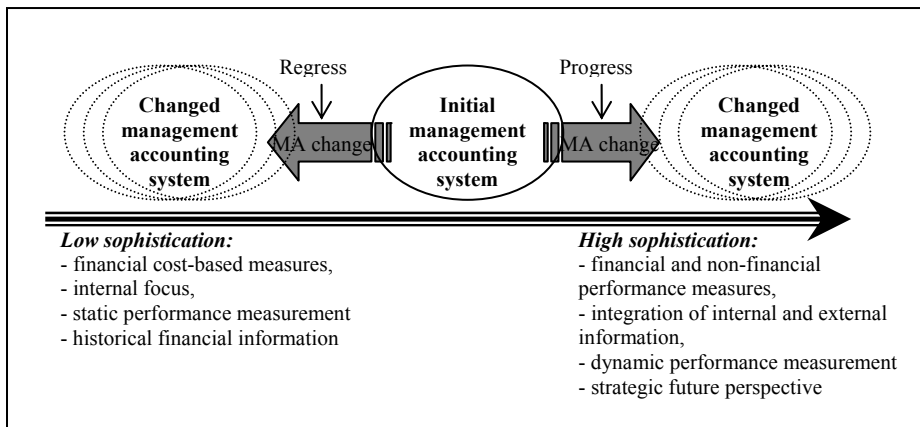 Regress
Progress
Changed
management
accounting
system
MA change
Initial
management
accounting
system
MA change
Changed
management
accounting
system
Low sophistication:
- financial cost-based measures,
- internal focus,
- static performance measurement
- historical financial information
High sophistication:
- financial and non-financial
performance measures,
- integration of internal and external
information,
- dynamic performance measurement
- strategic future perspective